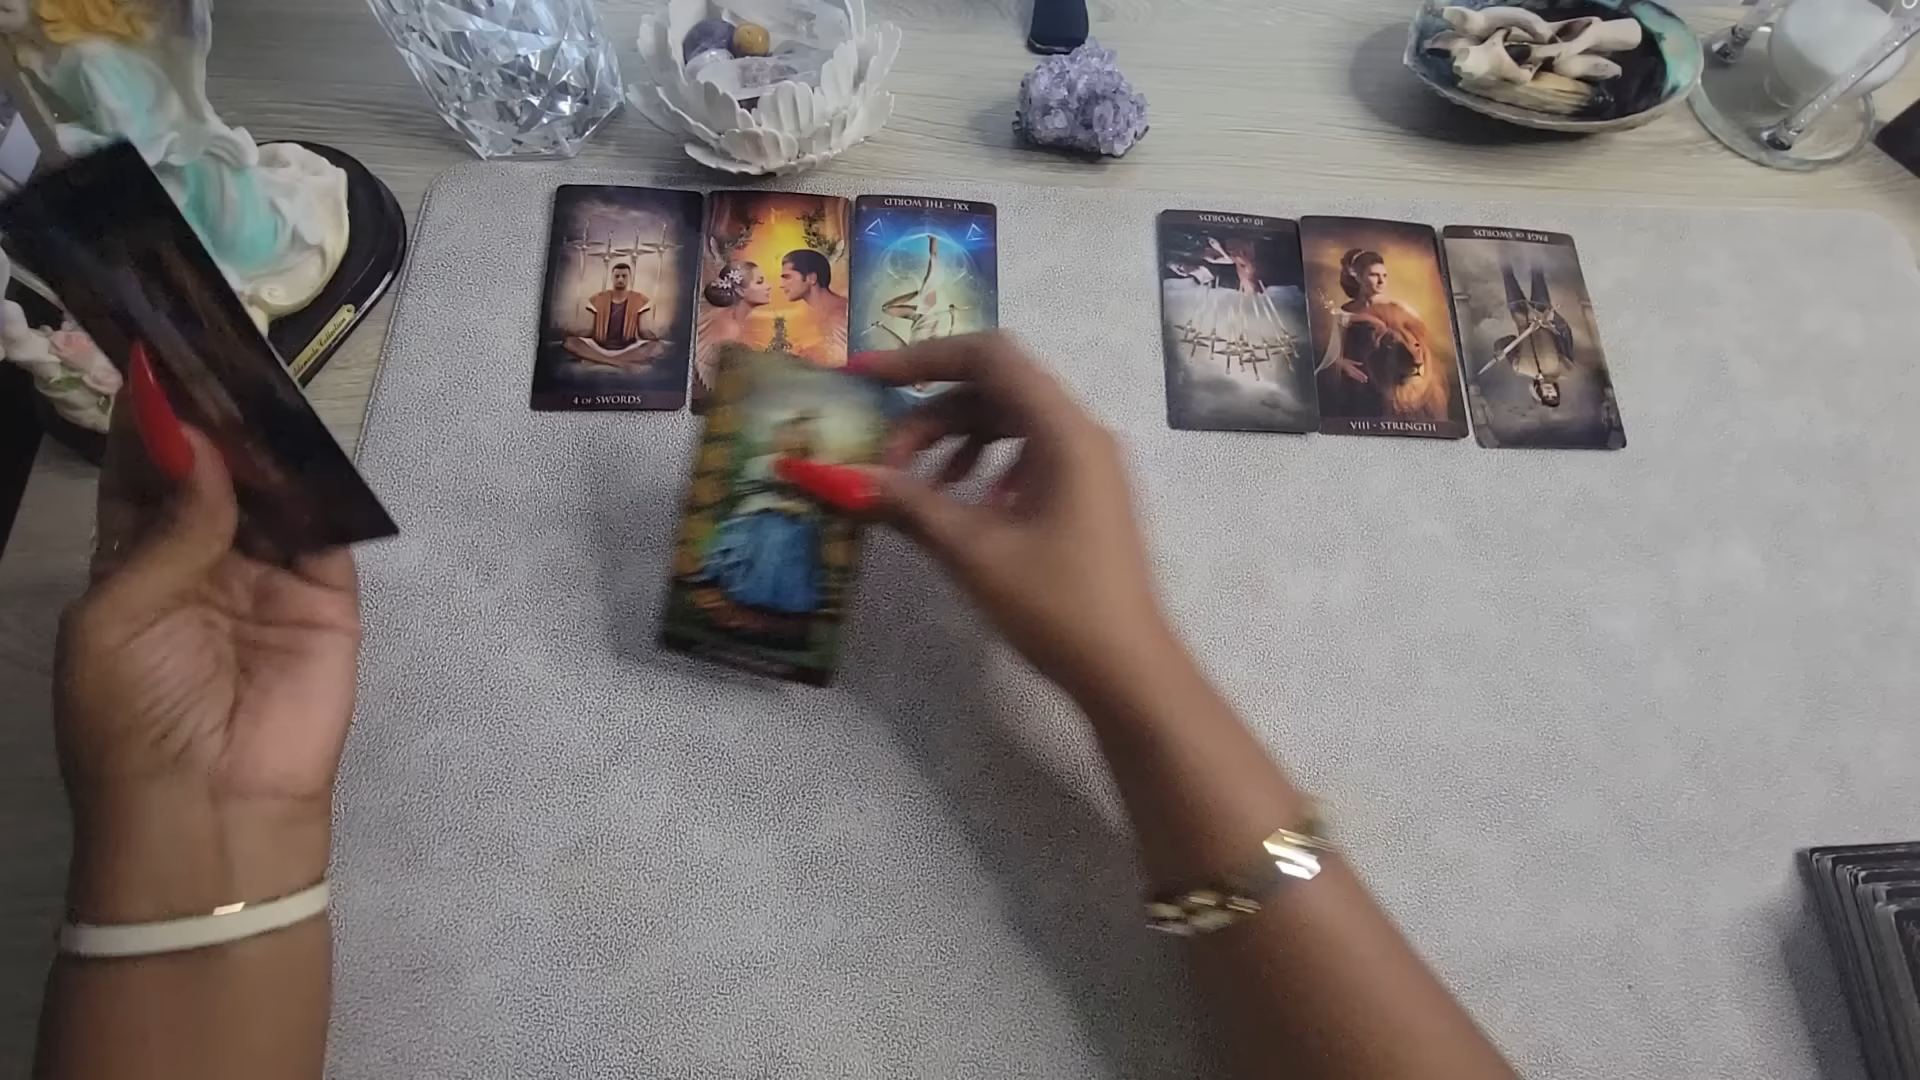 4 OF SWORDS
XXI - THE WORLD
10 OF SWORDS
VIII - STRENGTH
PAGE OF SWORDS